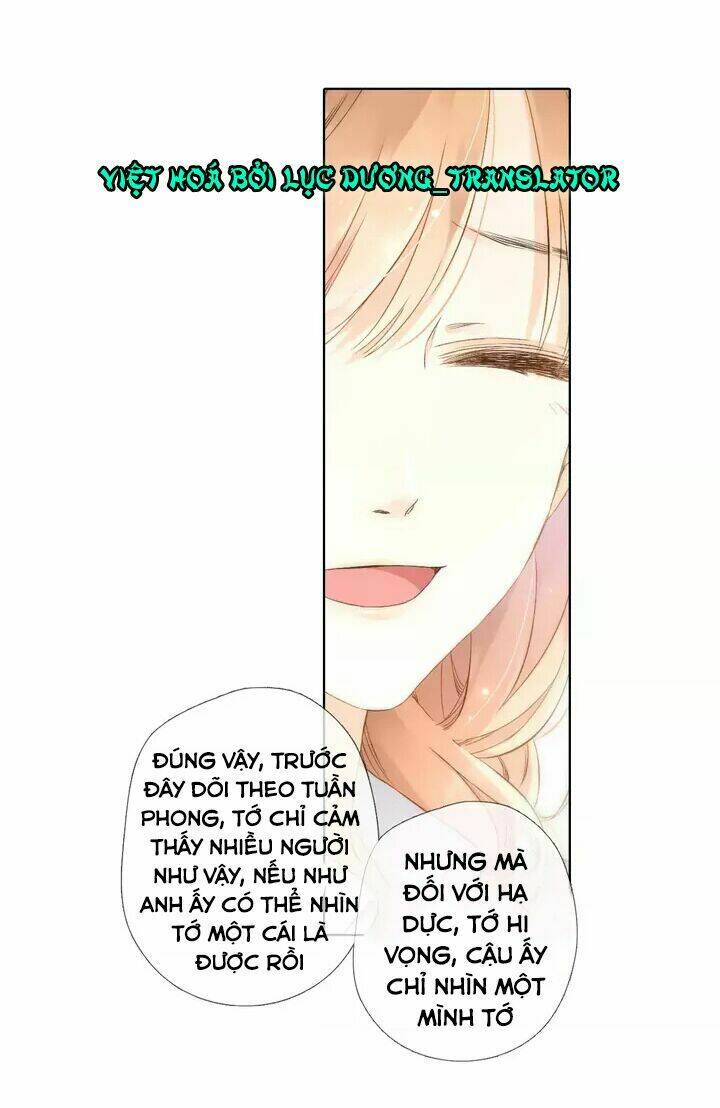 VIỆT HOÁ BỞI LỤC DƯƠNG_TRANSLATOR
ĐÚNG VẬY, TRƯỚC
ĐÂY DÕI THEO TUẦN
PHONG, TỚ CHỈ CẢM
THẤY NHIỀU NGƯỜI
NHƯ VẬY, NẾU NHƯ
ANH ẤY CÓ THỂ NHÌN
TỚ MỘT CÁI LÀ
ĐƯỢC RỒI
NHƯNG MÀ
ĐỐI VỚI HẠ
DỰC, TỚ HI
VỌNG, CẬU ẤY
CHỈ NHÌN MỘT
MÌNH TỚ